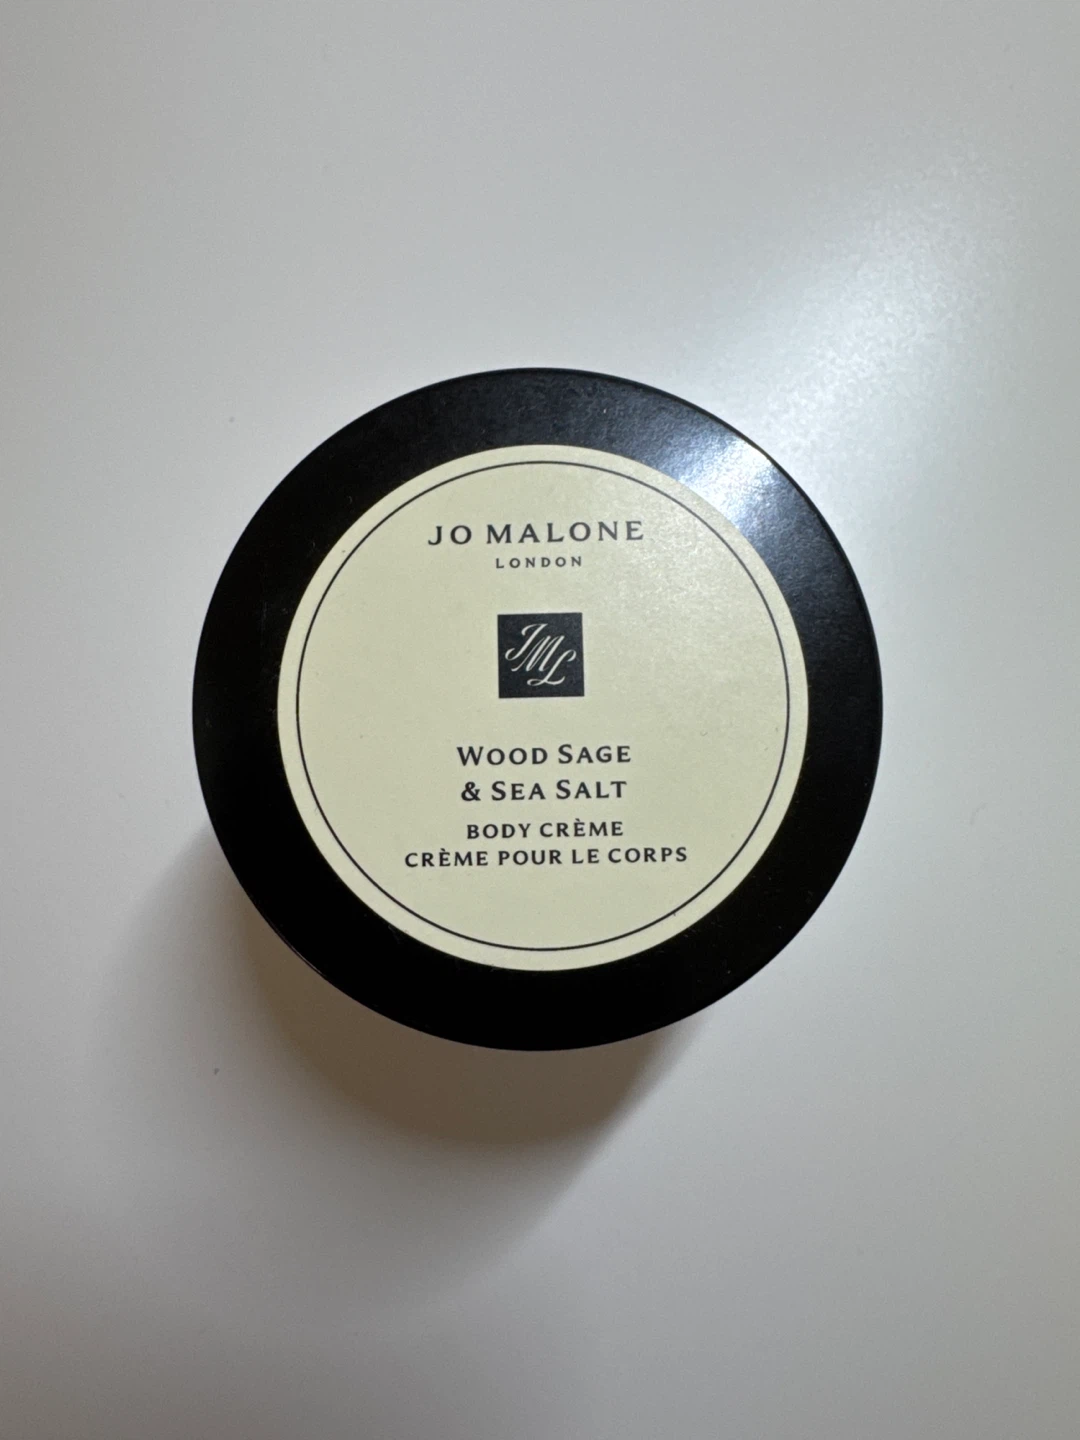 JO MALONE
LONDON
JML
WOOD SAGE
& SEA SALT
BODY CRÈME
CRÈME POUR LE CORPS